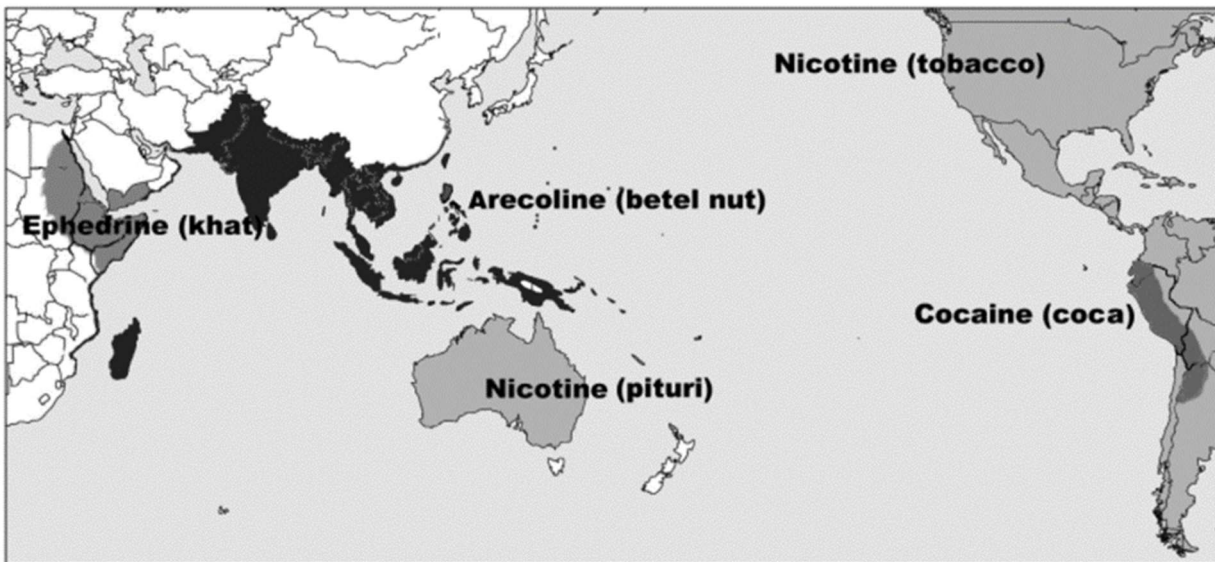 Nicotine (tobacco)
Arecoline (betel nut)
Ephedrine (khat)
Cocaine (coca)
Nicotine (pituri)